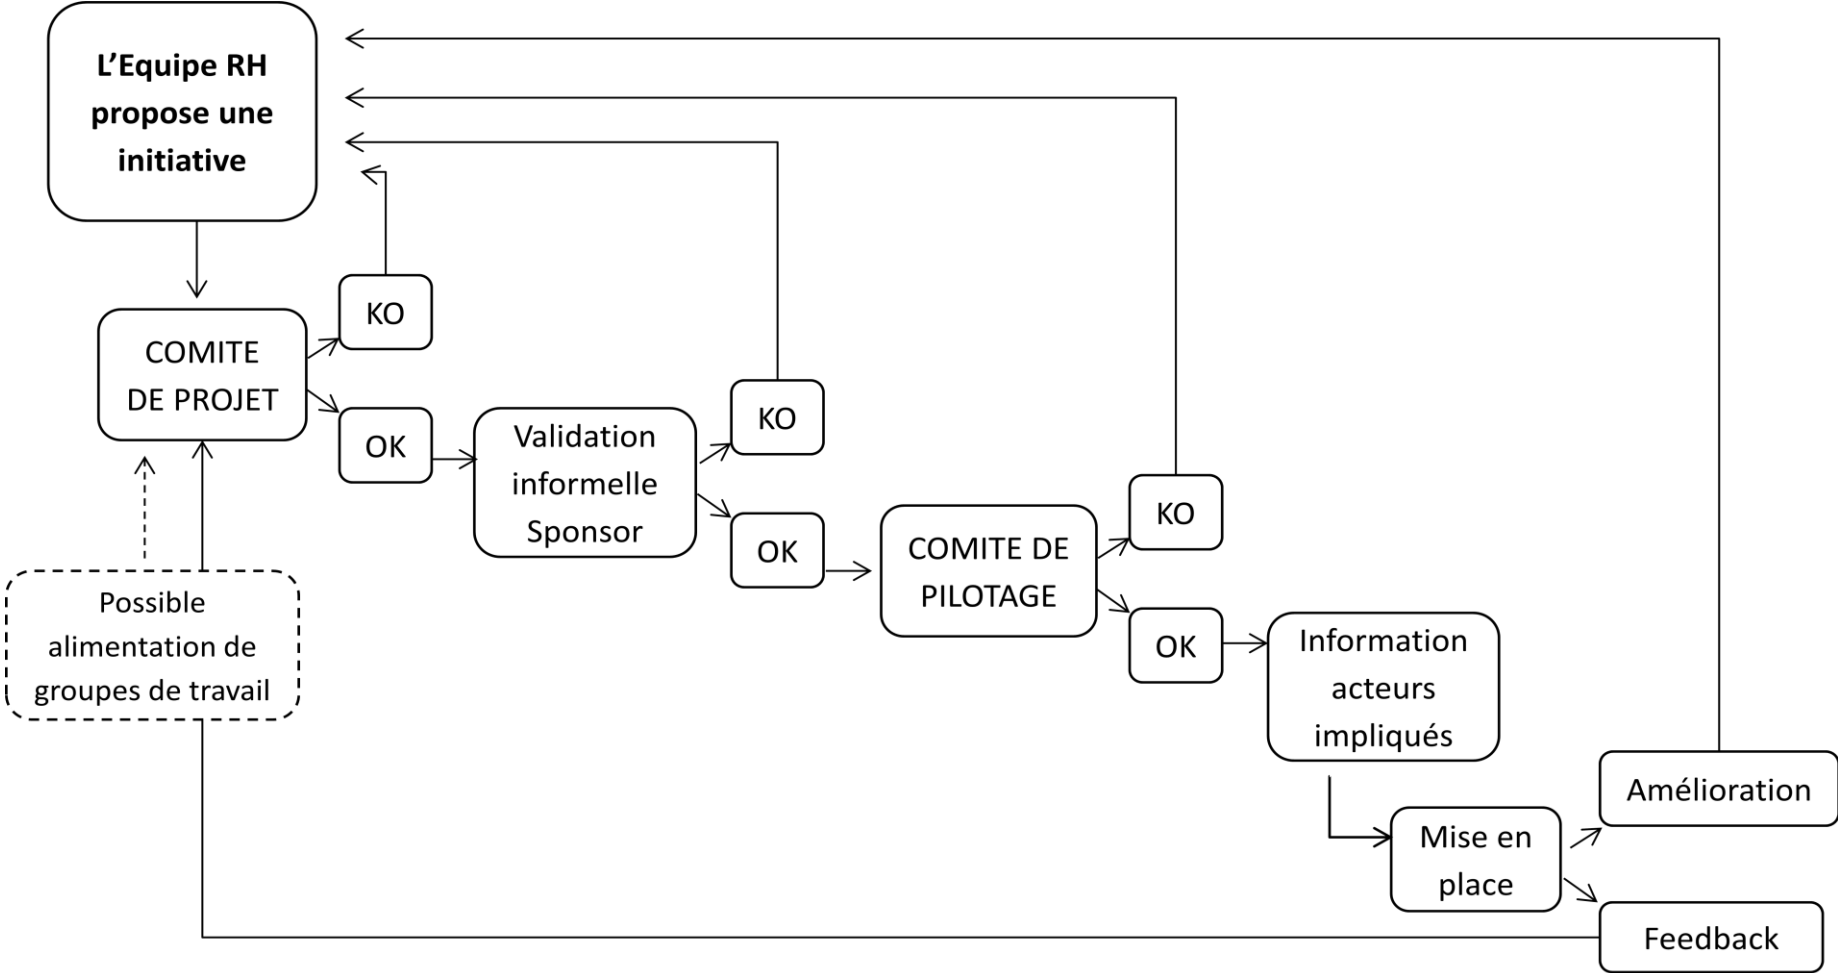 L’Equipe RH
propose une
initiative
KO
COMITE
DE PROJET
OK
Validation
informelle
Sponsor
KO
OK
COMITE DE
PILOTAGE
KO
OK
Possible
alimentation de
groupes de travail
Information
acteurs
impliqués
Mise en
place
Amélioration
Feedback